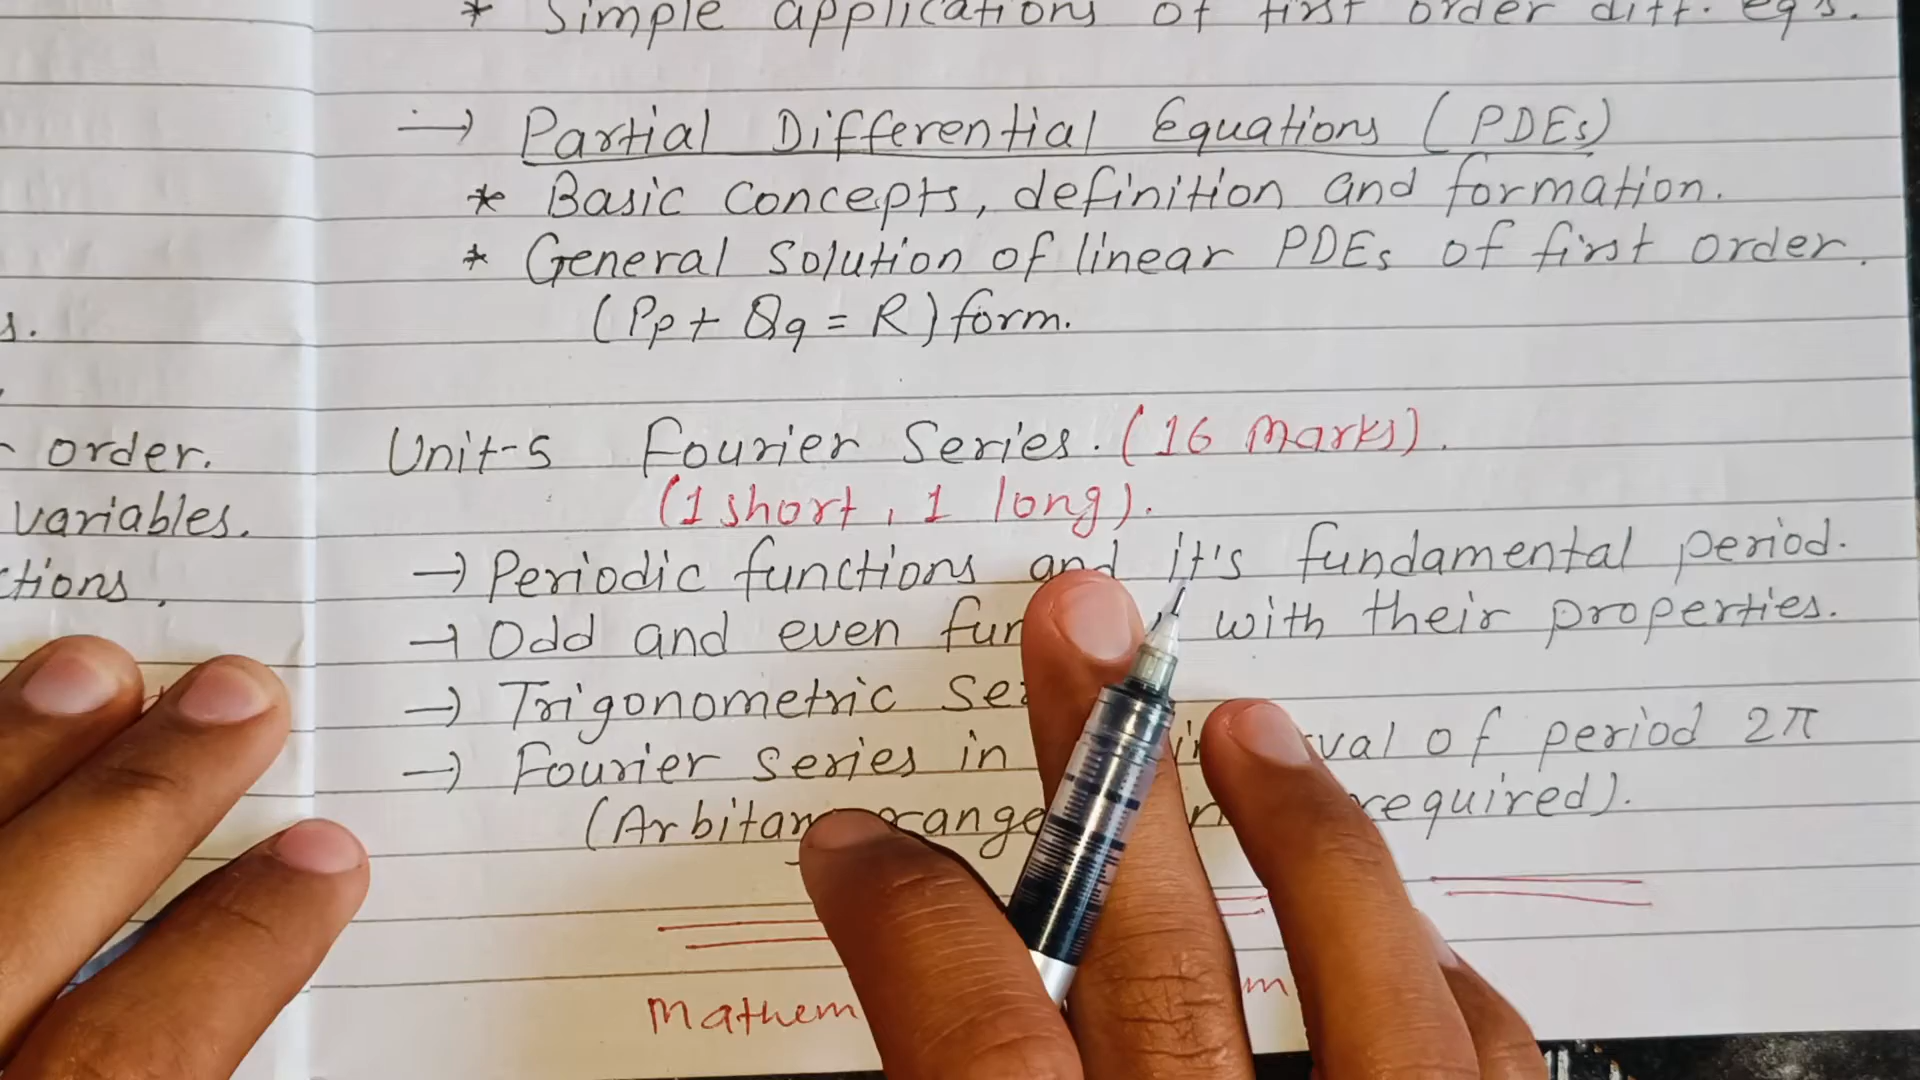 * Simple applications of first order diff. eqs.
→ Partial Differential Equations (PDEs)
* Basic concepts, definition and formation.
* General solution of linear PDEs of first order.
(Pp + Qq = R) form.
s.
order.
variables.
ctions.
Unit-5 Fourier Series. (16 Marks).
(1 short, 1 long).
→ Periodic functions and it's fundamental period.
→ Odd and even fun with their properties.
→ Trigonometric Se
→ Fourier series in val of period 2π
(Arbitary range required).
Mathem m